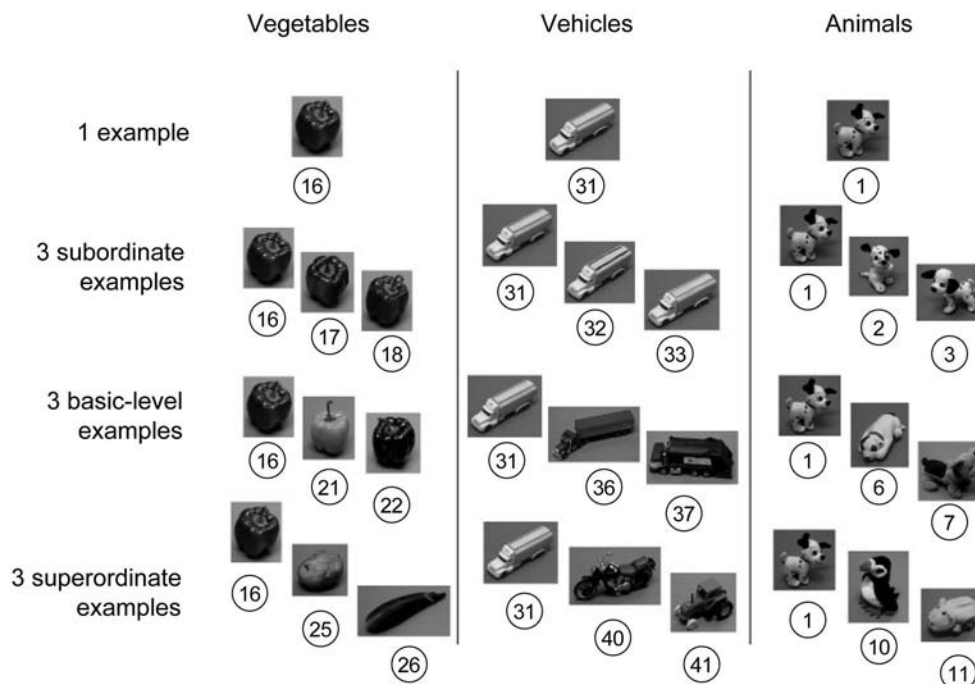 Vegetables Vehicles Animals
1 example
16 31 1
3 subordinate
examples
16 17 18 31 32 33 1 2 3
3 basic-level
examples
16 21 22 31 36 37 1 6 7
3 superordinate
examples
16 25 26 31 40 41 1 10 11